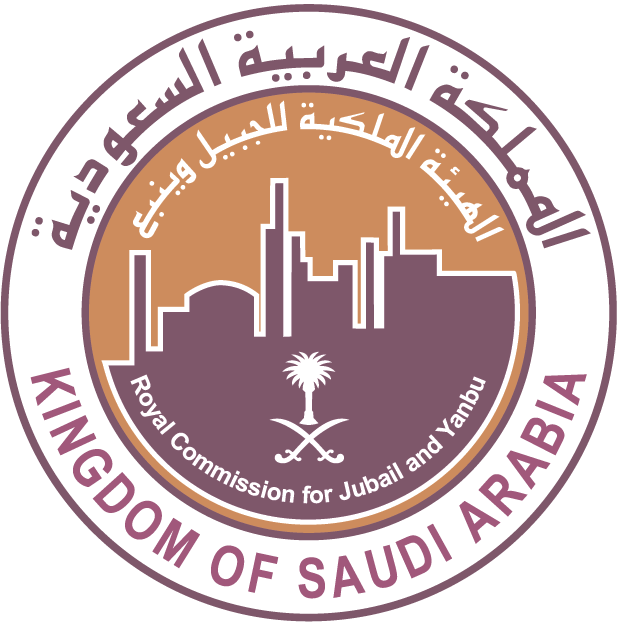 المملكة العربية السعودية
الهيئة الملكية للجبيل وينبع
Royal Commission for Jubail and Yanbu
KINGDOM OF SAUDI ARABIA